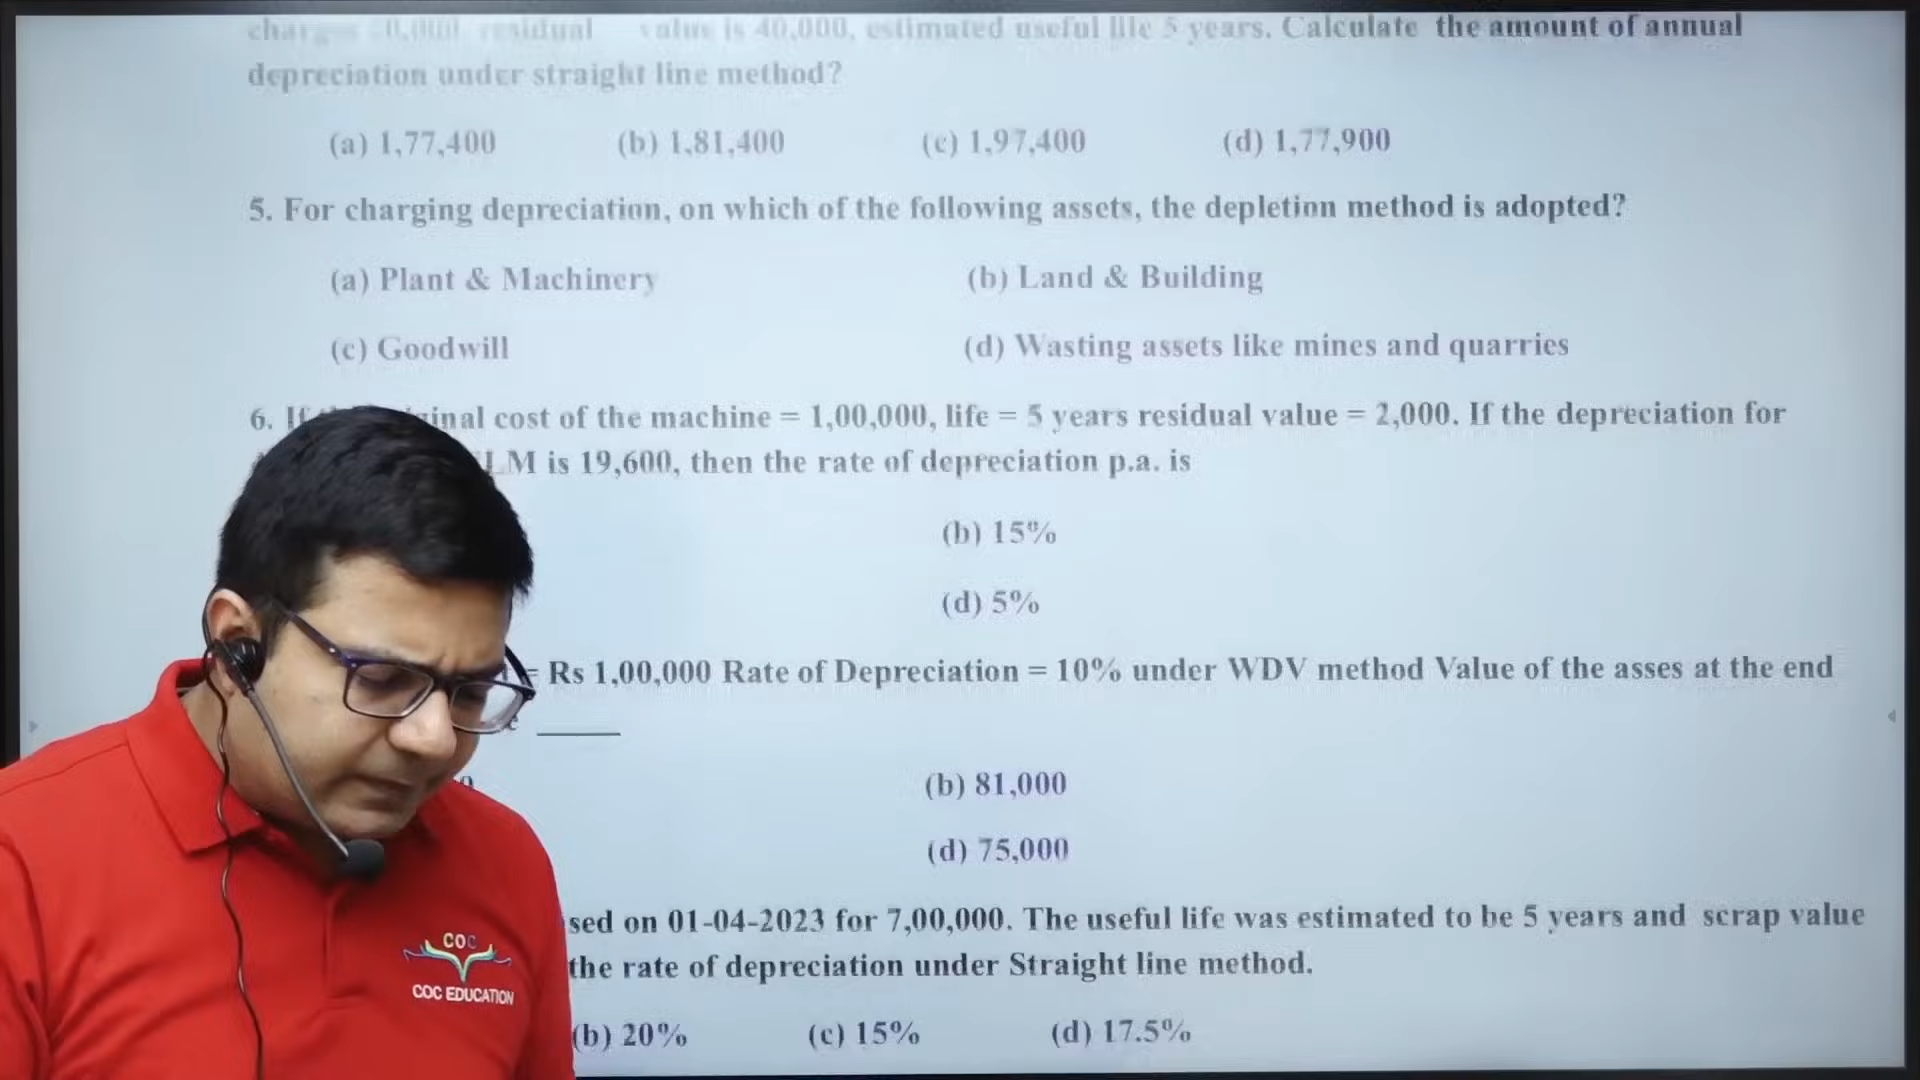 residual value is 40,000, estimated useful life 5 years. Calculate the amount of annual
depreciation under straight line method?
(a) 1,77,400 (b) 1,81,400 (c) 1,97,400 (d) 1,77,900
5. For charging depreciation, on which of the following assets, the depletion method is adopted?
(a) Plant & Machinery (b) Land & Building
(c) Goodwill (d) Wasting assets like mines and quarries
6. If inal cost of the machine = 1,00,000, life = 5 years residual value = 2,000. If the depreciation for
LM is 19,600, then the rate of depreciation p.a. is
(b) 15%
(d) 5%
= Rs 1,00,000 Rate of Depreciation = 10% under WDV method Value of the asses at the end
(b) 81,000
(d) 75,000
sed on 01-04-2023 for 7,00,000. The useful life was estimated to be 5 years and scrap value
the rate of depreciation under Straight line method.
(b) 20% (c) 15% (d) 17.5%
COC
COC EDUCATION